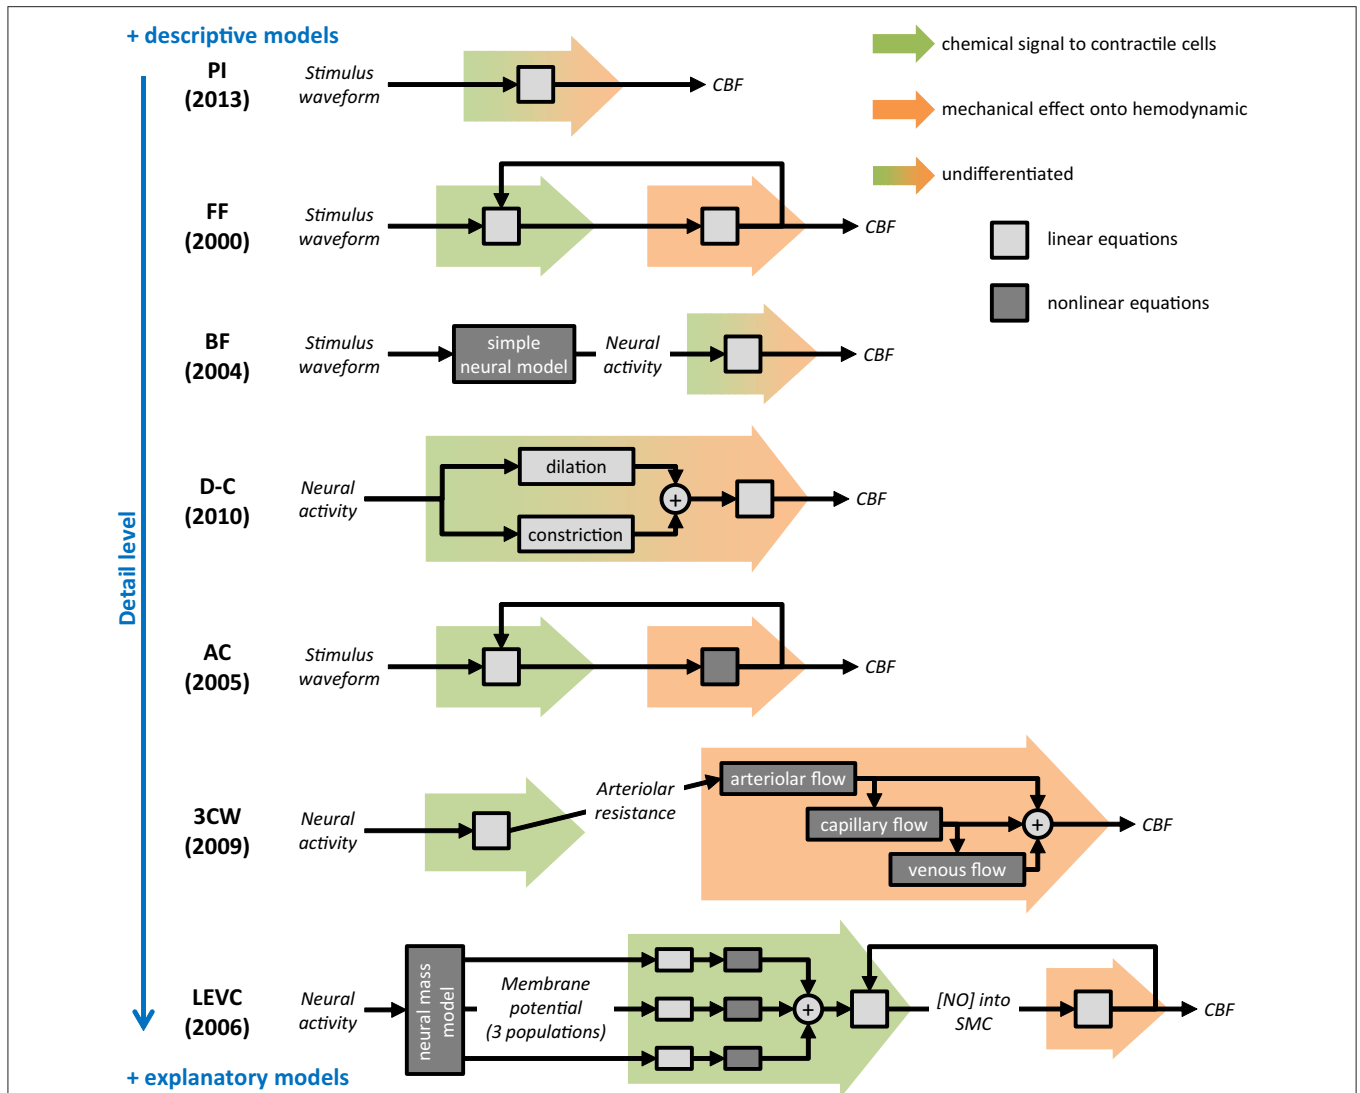 + descriptive models
PI
(2013)
Stimulus
waveform
CBF
chemical signal to contractile cells
mechanical effect onto hemodynamic
undifferentiated
linear equations
nonlinear equations
FF
(2000)
Stimulus
waveform
CBF
BF
(2004)
Stimulus
waveform
simple
neural model
Neural
activity
CBF
D-C
(2010)
Neural
activity
dilation
constriction
+
CBF
Detail level
AC
(2005)
Stimulus
waveform
CBF
3CW
(2009)
Neural
activity
Arteriolar
resistance
arteriolar flow
capillary flow
venous flow
+
CBF
LEVC
(2006)
Neural
activity
neural mass
model
Membrane
potential
(3 populations)
+
[NO] into
SMC
CBF
+ explanatory models